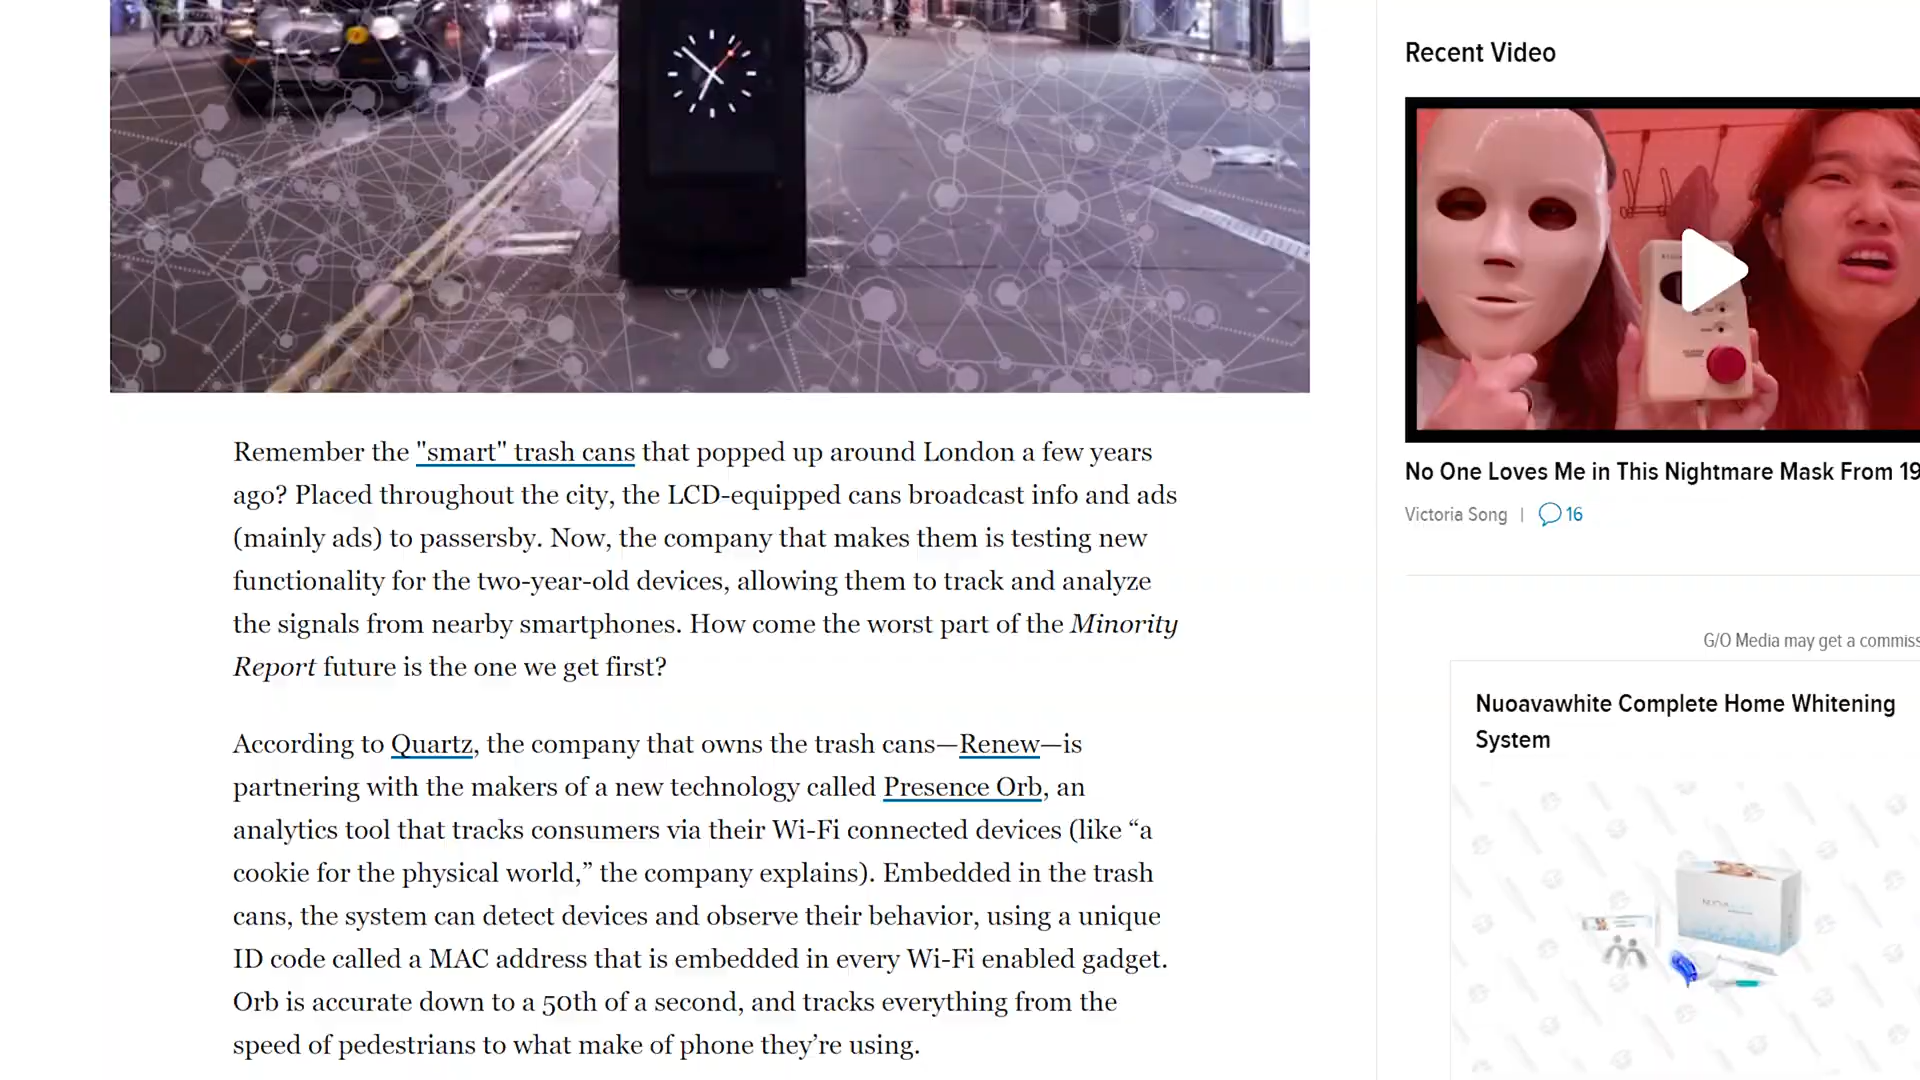 Remember the "smart" trash cans that popped up around London a few years
ago? Placed throughout the city, the LCD-equipped cans broadcast info and ads
(mainly ads) to passersby. Now, the company that makes them is testing new
functionality for the two-year-old devices, allowing them to track and analyze
the signals from nearby smartphones. How come the worst part of the Minority
Report future is the one we get first?
According to Quartz, the company that owns the trash cans—Renew—is
partnering with the makers of a new technology called Presence Orb, an
analytics tool that tracks consumers via their Wi-Fi connected devices (like “a
cookie for the physical world,” the company explains). Embedded in the trash
cans, the system can detect devices and observe their behavior, using a unique
ID code called a MAC address that is embedded in every Wi-Fi enabled gadget.
Orb is accurate down to a 50th of a second, and tracks everything from the
speed of pedestrians to what make of phone they’re using.
Recent Video
No One Loves Me in This Nightmare Mask From 19
Victoria Song | 16
G/O Media may get a commiss
Nuoavawhite Complete Home Whitening
System